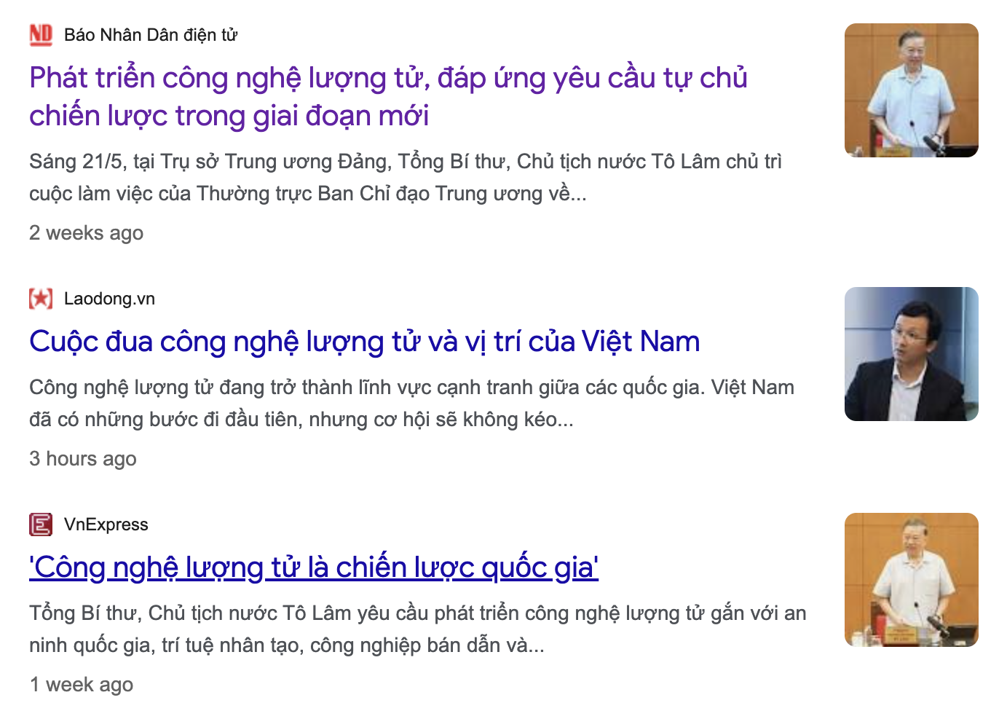 ND
Báo Nhân Dân điện tử
Phát triển công nghệ lượng tử, đáp ứng yêu cầu tự chủ
chiến lược trong giai đoạn mới
Sáng 21/5, tại Trụ sở Trung ương Đảng, Tổng Bí thư, Chủ tịch nước Tô Lâm chủ trì
cuộc làm việc của Thường trực Ban Chỉ đạo Trung ương về...
2 weeks ago
Laodong.vn
Cuộc đua công nghệ lượng tử và vị trí của Việt Nam
Công nghệ lượng tử đang trở thành lĩnh vực cạnh tranh giữa các quốc gia. Việt Nam
đã có những bước đi đầu tiên, nhưng cơ hội sẽ không kéo...
3 hours ago
E
VnExpress
'Công nghệ lượng tử là chiến lược quốc gia'
Tổng Bí thư, Chủ tịch nước Tô Lâm yêu cầu phát triển công nghệ lượng tử gắn với an
ninh quốc gia, trí tuệ nhân tạo, công nghiệp bán dẫn và...
1 week ago